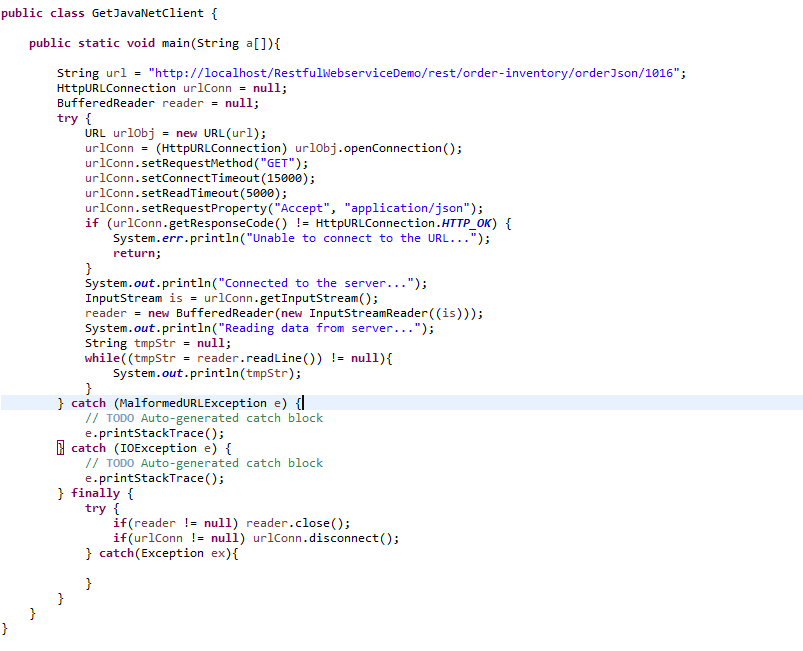 public class GetJavaNetClient {
public static void main(String a[]){
String url = "http://localhost/RestfulWebserviceDemo/rest/order-inventory/orderJson/1016";
HttpURLConnection urlConn = null;
BufferedReader reader = null;
try {
URL urlObj = new URL(url);
urlConn = (HttpURLConnection) urlObj.openConnection();
urlConn.setRequestMethod("GET");
urlConn.setConnectTimeout(15000);
urlConn.setReadTimeout(5000);
urlConn.setRequestProperty("Accept", "application/json");
if (urlConn.getResponseCode() != HttpURLConnection.HTTP_OK) {
System.err.println("Unable to connect to the URL...");
return;
}
System.out.println("Connected to the server...");
InputStream is = urlConn.getInputStream();
reader = new BufferedReader(new InputStreamReader((is)));
System.out.println("Reading data from server...");
String tmpStr = null;
while((tmpStr = reader.readLine()) != null){
System.out.println(tmpStr);
}
} catch (MalformedURLException e) {
// TODO Auto-generated catch block
e.printStackTrace();
} catch (IOException e) {
// TODO Auto-generated catch block
e.printStackTrace();
} finally {
try {
if(reader != null) reader.close();
if(urlConn != null) urlConn.disconnect();
} catch(Exception ex){
}
}
}
}